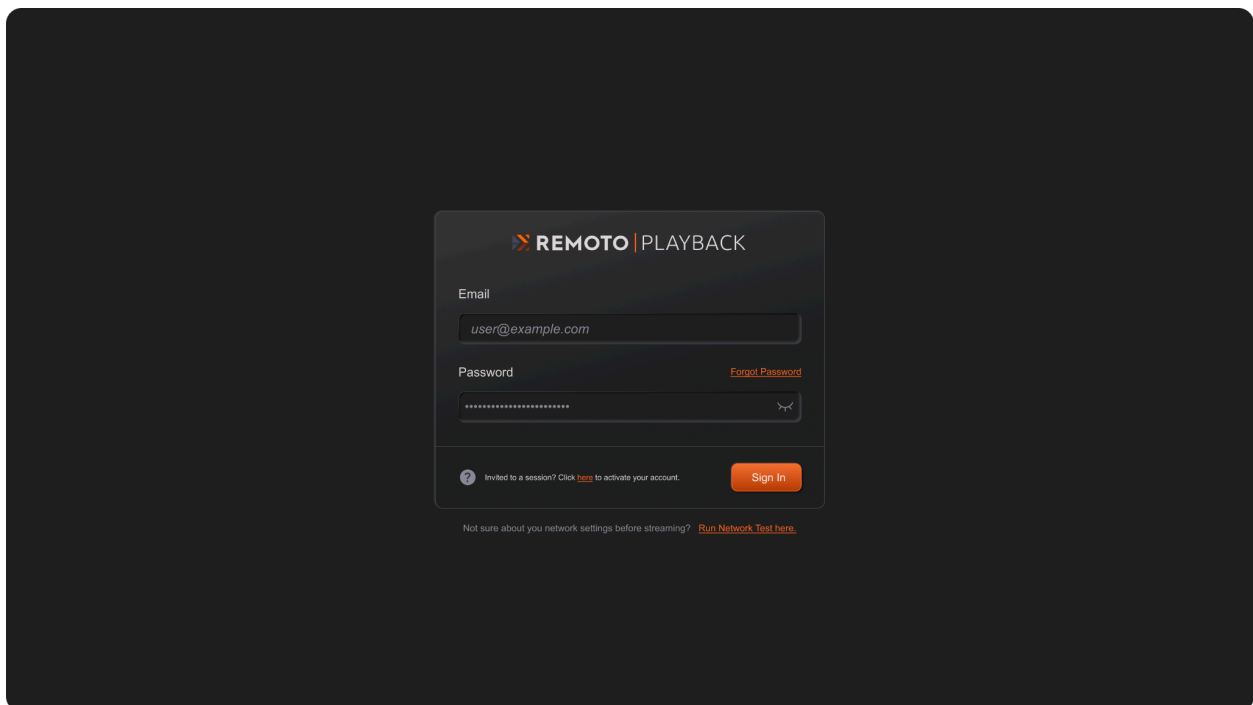 REMOTO | PLAYBACK
Email
user@example.com
Password Forgot Password
••••••••••••••••••••••••
? Invited to a session? Click here to activate your account. Sign In
Not sure about you network settings before streaming? Run Network Test here.